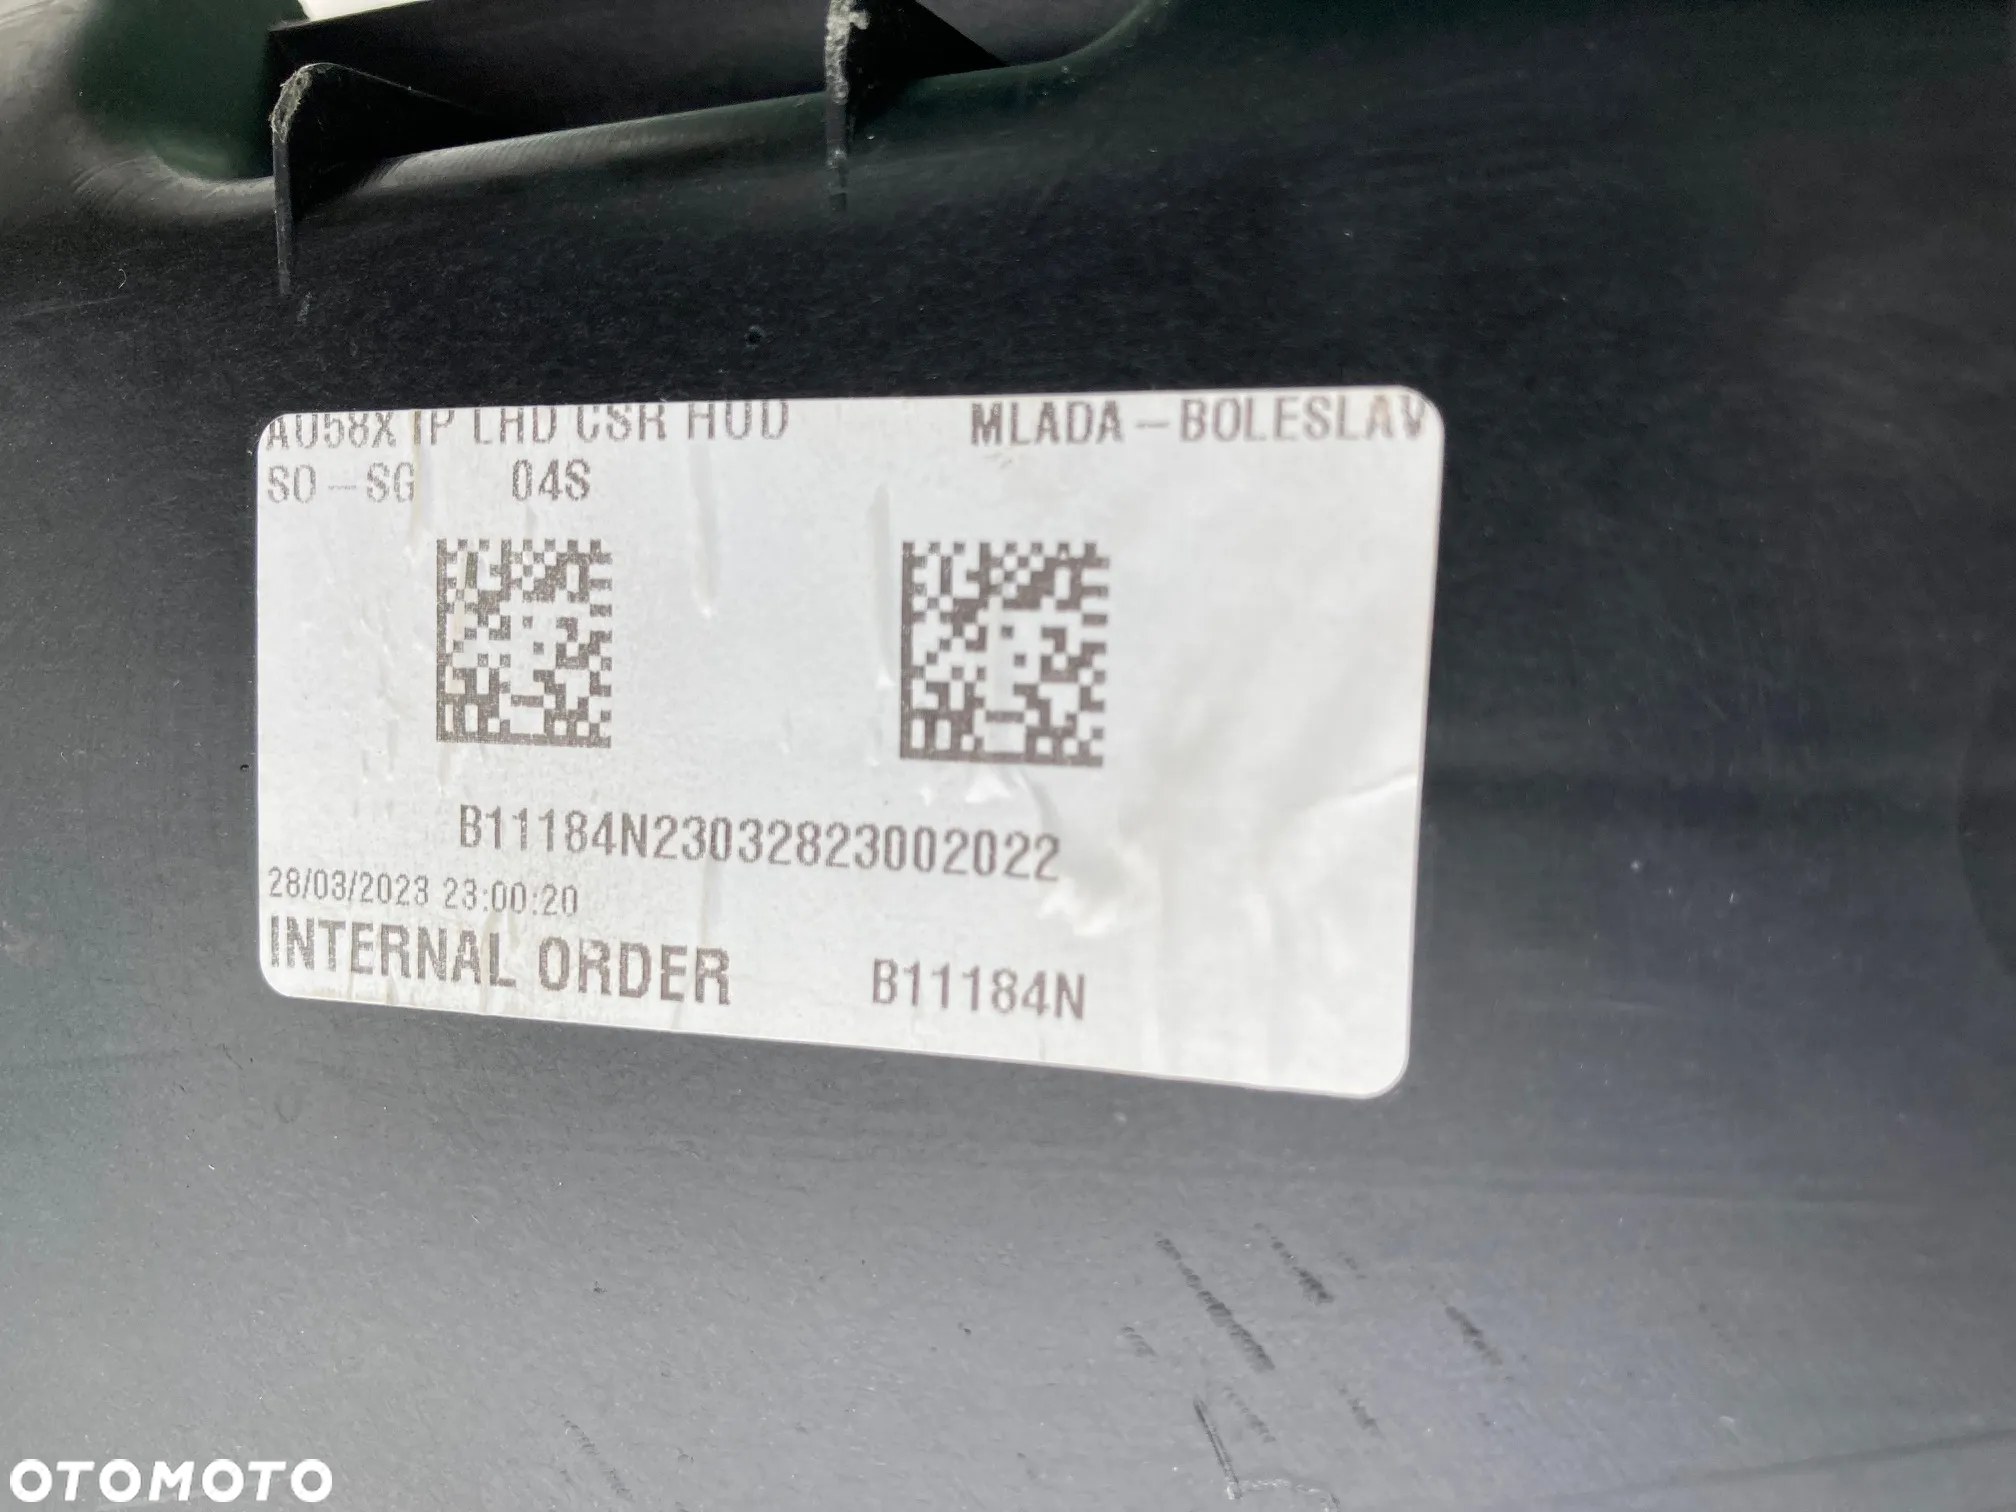 AU58X IP LHD CSR HUD MLADA-BOLESLAV
SO-SG 04S
B11184N23032823002022
28/03/2023 23:00:20
INTERNAL ORDER B11184N
OTOMOTO